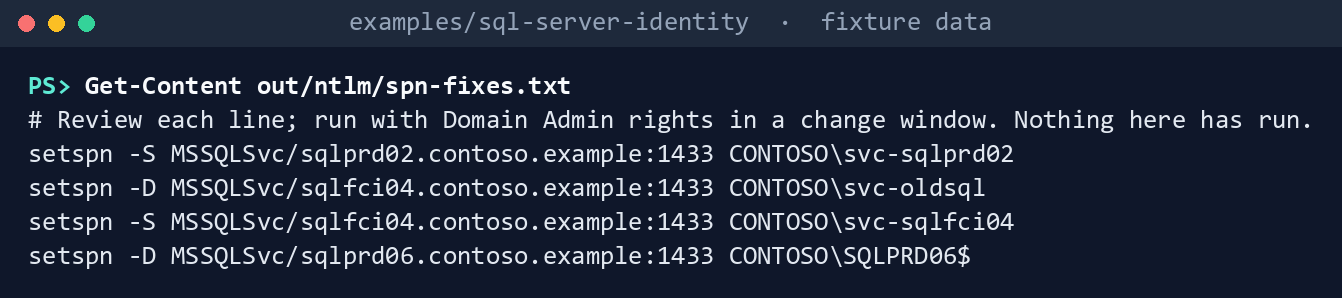 examples/sql-server-identity · fixture data
PS> Get-Content out/ntlm/spn-fixes.txt
# Review each line; run with Domain Admin rights in a change window. Nothing here has run.
setspn -S MSSQLSvc/sqlprd02.contoso.example:1433 CONTOSO\svc-sqlprd02
setspn -D MSSQLSvc/sqlfci04.contoso.example:1433 CONTOSO\svc-oldsql
setspn -S MSSQLSvc/sqlfci04.contoso.example:1433 CONTOSO\svc-sqlfci04
setspn -D MSSQLSvc/sqlprd06.contoso.example:1433 CONTOSO\SQLPRD06$